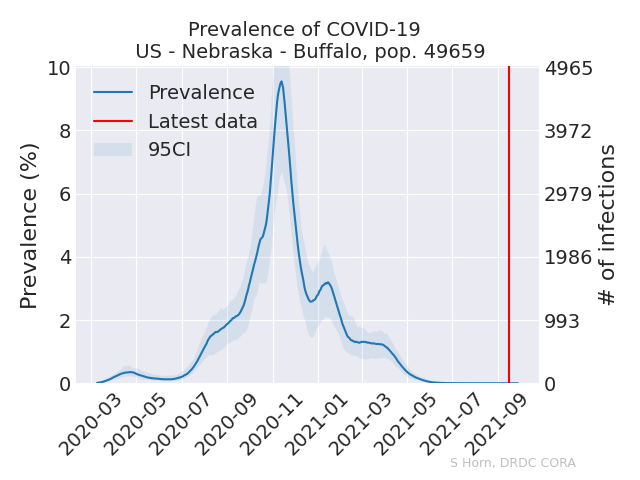 Prevalence of COVID-19
US - Nebraska - Buffalo, pop. 49659
Prevalence
Latest data
95CI
Prevalence (%)
10
8
6
4
2
0
4965
3972
2979
1986
993
0
# of infections
2020-03
2020-05
2020-07
2020-09
2020-11
2021-01
2021-03
2021-05
2021-07
2021-09
S Horn, DRDC CORA